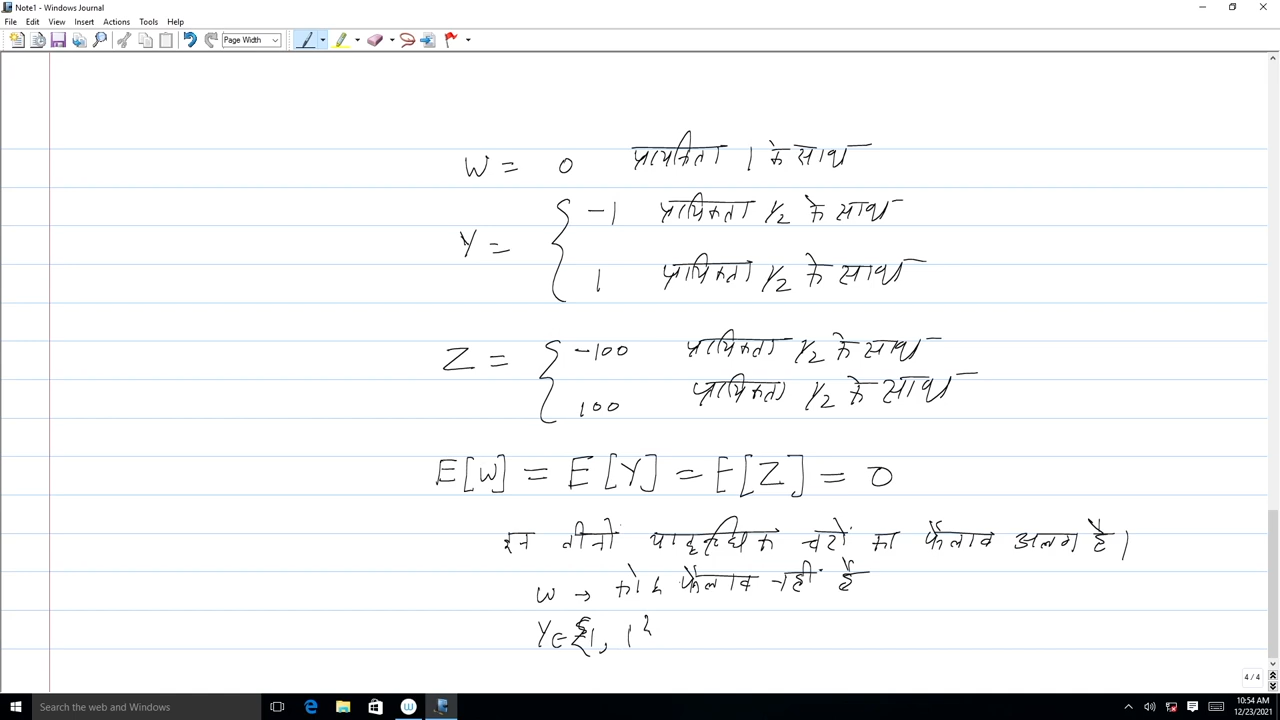 Note1 - Windows Journal
File Edit View Insert Actions Tools Help
Page Width
W = 0 प्रायिकता 1 के साथ
Y = { -1 प्रायिकता 1/2 के साथ
1 प्रायिकता 1/2 के साथ
Z = { -100 प्रायिकता 1/2 के साथ
100 प्रायिकता 1/2 के साथ
E[W] = E[Y] = E[Z] = 0
इन तीनों यादृच्छिक चरों का फैलाव अलग है।
W → कोई फैलाव नहीं है
Y ∈ {-1, 1}
4 / 4
Search the web and Windows
10:54 AM
12/23/2021